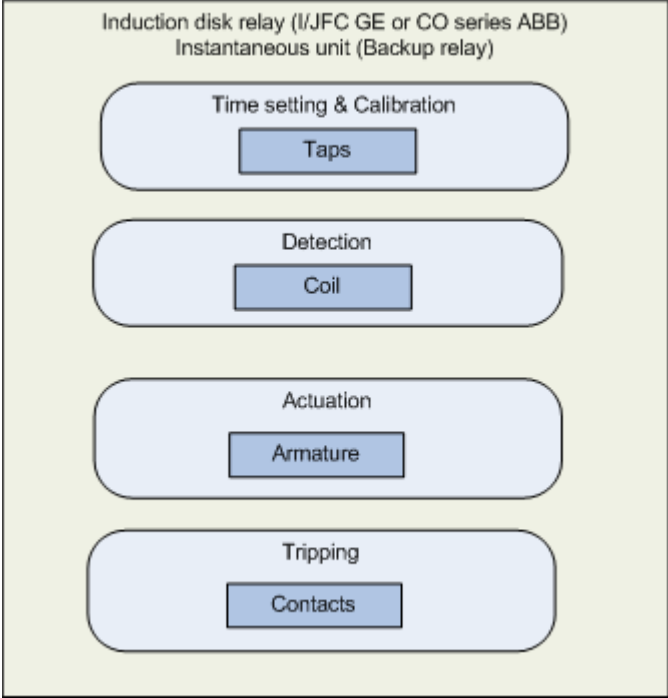 Induction disk relay (I/JFC GE or CO series ABB)
Instantaneous unit (Backup relay)
Time setting & Calibration
Taps
Detection
Coil
Actuation
Armature
Tripping
Contacts